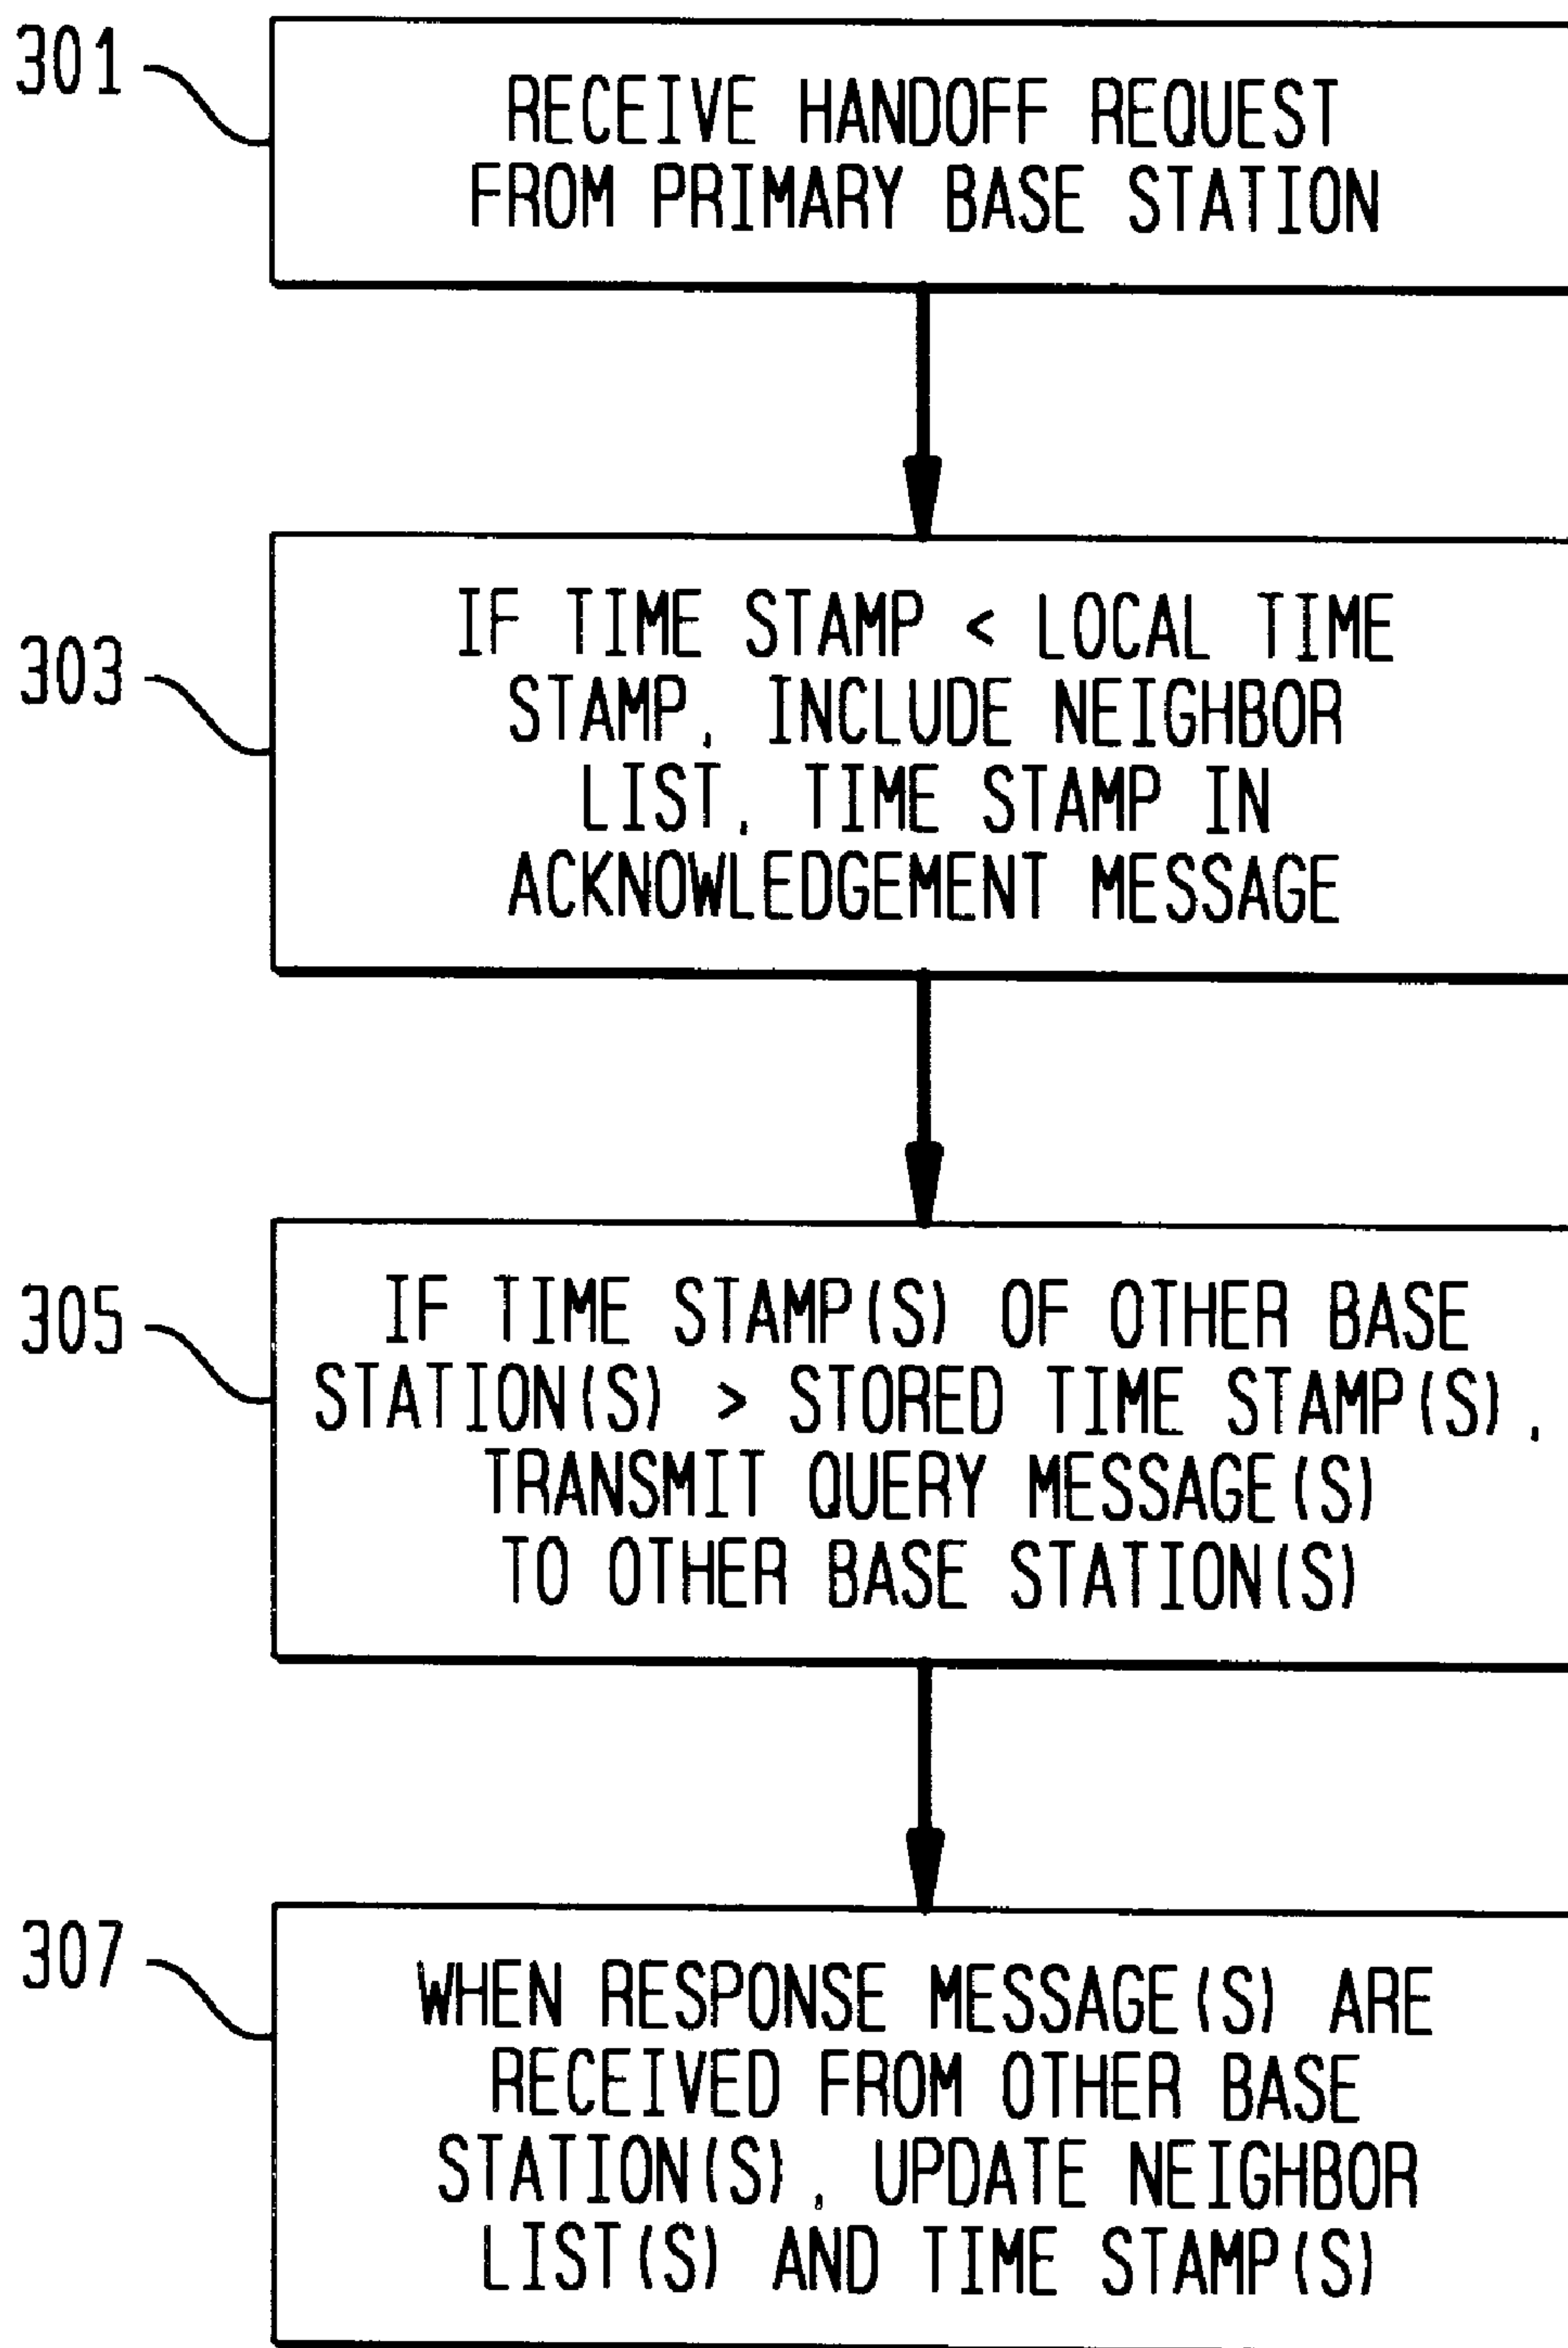 301
RECEIVE HANDOFF REQUEST
FROM PRIMARY BASE STATION
303
IF TIME STAMP < LOCAL TIME
STAMP, INCLUDE NEIGHBOR
LIST, TIME STAMP IN
ACKNOWLEDGEMENT MESSAGE
305
IF TIME STAMP(S) OF OTHER BASE
STATION(S) > STORED TIME STAMP(S),
TRANSMIT QUERY MESSAGE(S)
TO OTHER BASE STATION(S)
307
WHEN RESPONSE MESSAGE(S) ARE
RECEIVED FROM OTHER BASE
STATION(S), UPDATE NEIGHBOR
LIST(S) AND TIME STAMP(S)